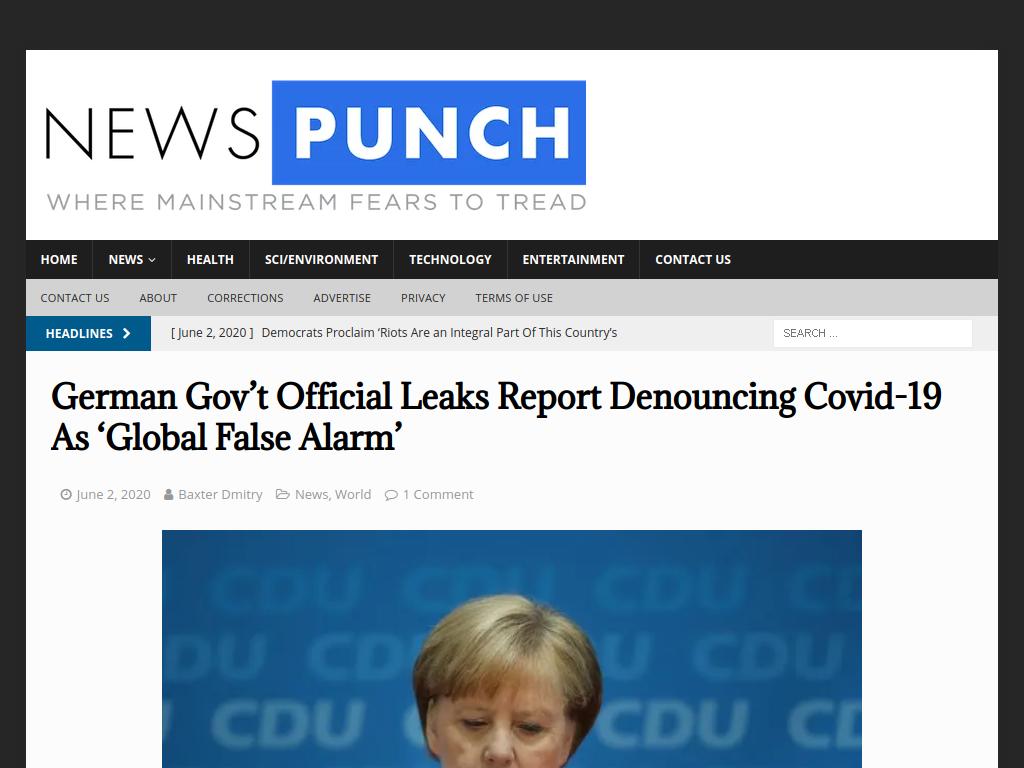 NEWS PUNCH
WHERE MAINSTREAM FEARS TO TREAD
HOME NEWS HEALTH SCI/ENVIRONMENT TECHNOLOGY ENTERTAINMENT CONTACT US
CONTACT US ABOUT CORRECTIONS ADVERTISE PRIVACY TERMS OF USE
HEADLINES [ June 2, 2020 ] Democrats Proclaim ‘Riots Are an Integral Part Of This Country’s SEARCH ...
German Gov’t Official Leaks Report Denouncing Covid-19
As ‘Global False Alarm’
June 2, 2020 Baxter Dmitry News, World 1 Comment
CDU CDU CDU CD
CDU CDU U CDU CDU
CDU C CDU CD